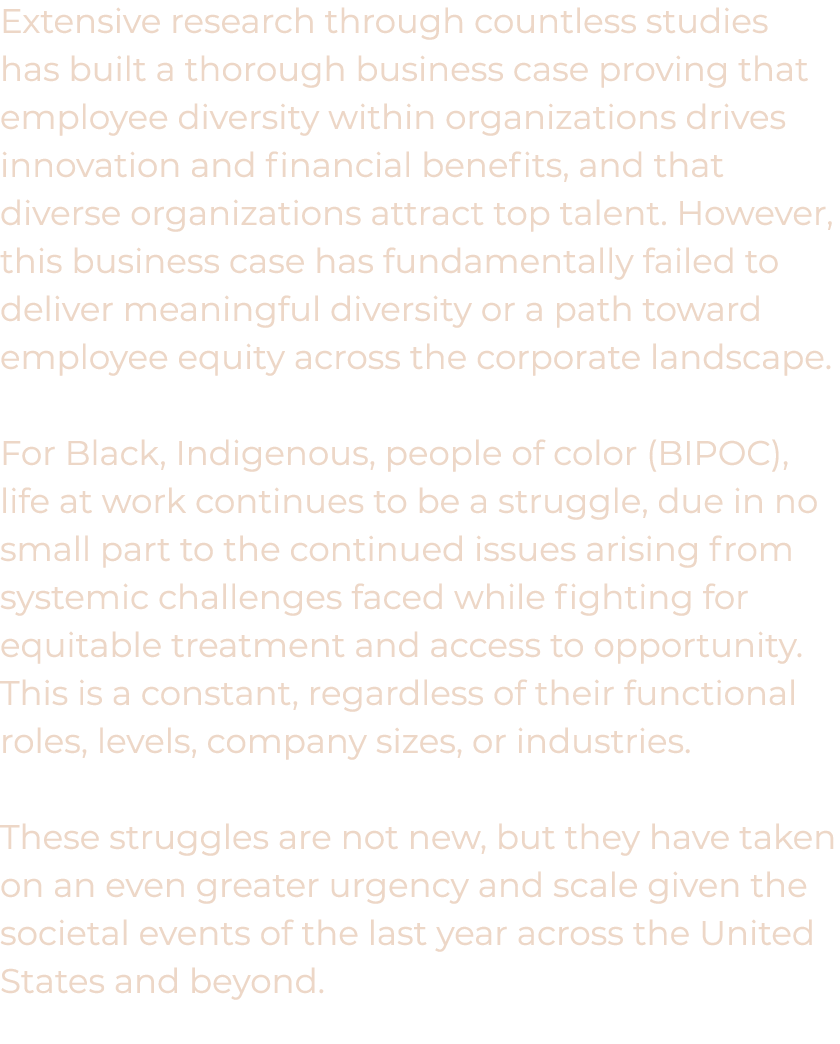 Extensive research through countless studies
has built a thorough business case proving that
employee diversity within organizations drives
innovation and financial benefits, and that
diverse organizations attract top talent. However,
this business case has fundamentally failed to
deliver meaningful diversity or a path toward
employee equity across the corporate landscape.
For Black, Indigenous, people of color (BIPOC),
life at work continues to be a struggle, due in no
small part to the continued issues arising from
systemic challenges faced while fighting for
equitable treatment and access to opportunity.
This is a constant, regardless of their functional
roles, levels, company sizes, or industries.
These struggles are not new, but they have taken
on an even greater urgency and scale given the
societal events of the last year across the United
States and beyond.